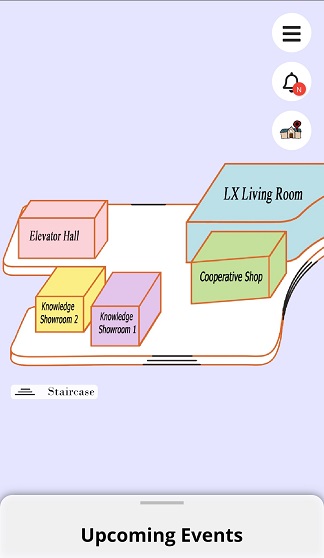 N
LX Living Room
Elevator Hall
Cooperative Shop
Knowledge
Showroom 2
Knowledge
Showroom 1
Staircase
Upcoming Events